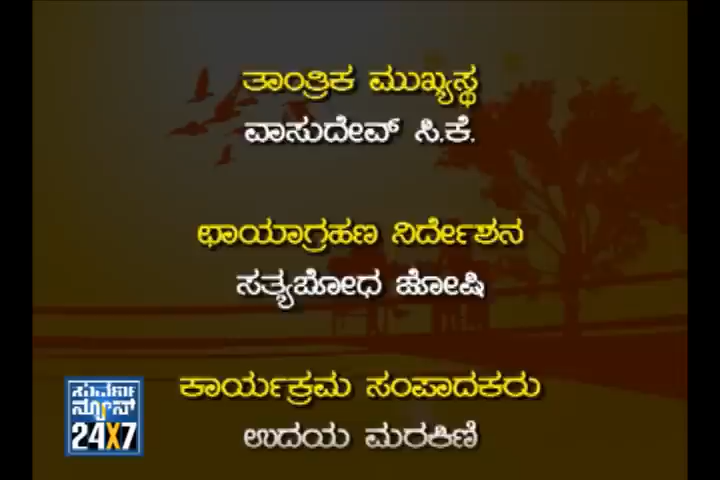 ತಾಂತ್ರಿಕ ಮುಖ್ಯಸ್ಥ
ವಾಸುದೇವ್ ಸಿ.ಕೆ.
ಛಾಯಾಗ್ರಹಣ ನಿರ್ದೇಶನ
ಸತ್ಯಬೋಧ ಜೋಷಿ
ಕಾರ್ಯಕ್ರಮ ಸಂಪಾದಕರು
ಉದಯ ಮರಕಿಣಿ
ಸುವರ್ಣ
ನ್ಯೂಸ್
24X7